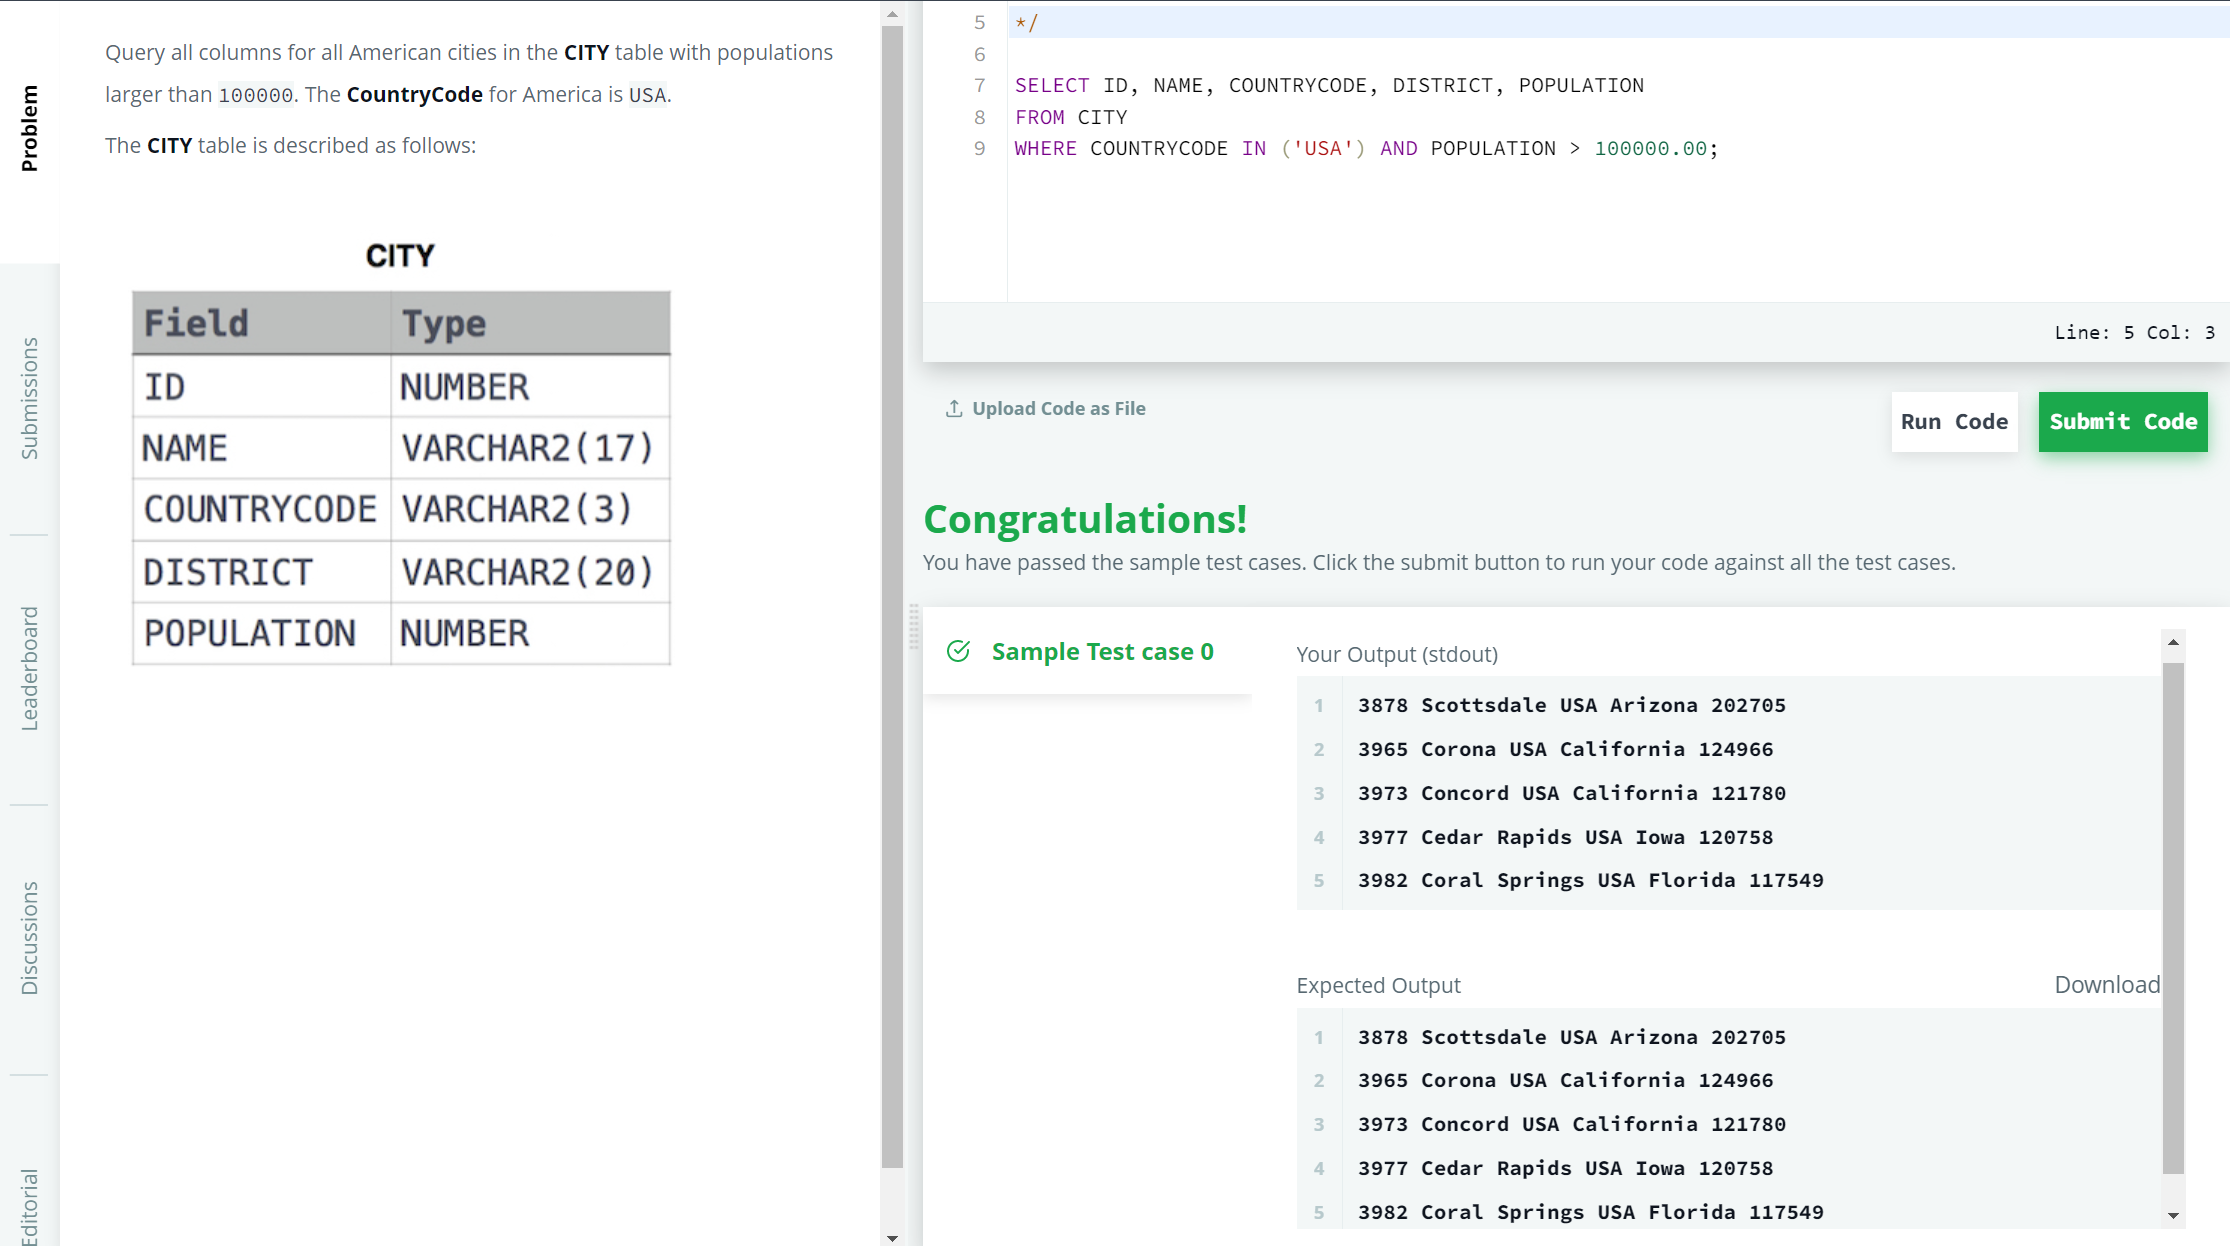 Problem
Submissions
Leaderboard
Discussions
Editorial
Query all columns for all American cities in the CITY table with populations
larger than 100000. The CountryCode for America is USA.
The CITY table is described as follows:
CITY
Field Type
ID NUMBER
NAME VARCHAR2(17)
COUNTRYCODE VARCHAR2(3)
DISTRICT VARCHAR2(20)
POPULATION NUMBER
5 */
6
7 SELECT ID, NAME, COUNTRYCODE, DISTRICT, POPULATION
8 FROM CITY
9 WHERE COUNTRYCODE IN ('USA') AND POPULATION > 100000.00;
Line: 5 Col: 3
Upload Code as File
Run Code
Submit Code
Congratulations!
You have passed the sample test cases. Click the submit button to run your code against all the test cases.
Sample Test case 0
Your Output (stdout)
1 3878 Scottsdale USA Arizona 202705
2 3965 Corona USA California 124966
3 3973 Concord USA California 121780
4 3977 Cedar Rapids USA Iowa 120758
5 3982 Coral Springs USA Florida 117549
Expected Output
Download
1 3878 Scottsdale USA Arizona 202705
2 3965 Corona USA California 124966
3 3973 Concord USA California 121780
4 3977 Cedar Rapids USA Iowa 120758
5 3982 Coral Springs USA Florida 117549